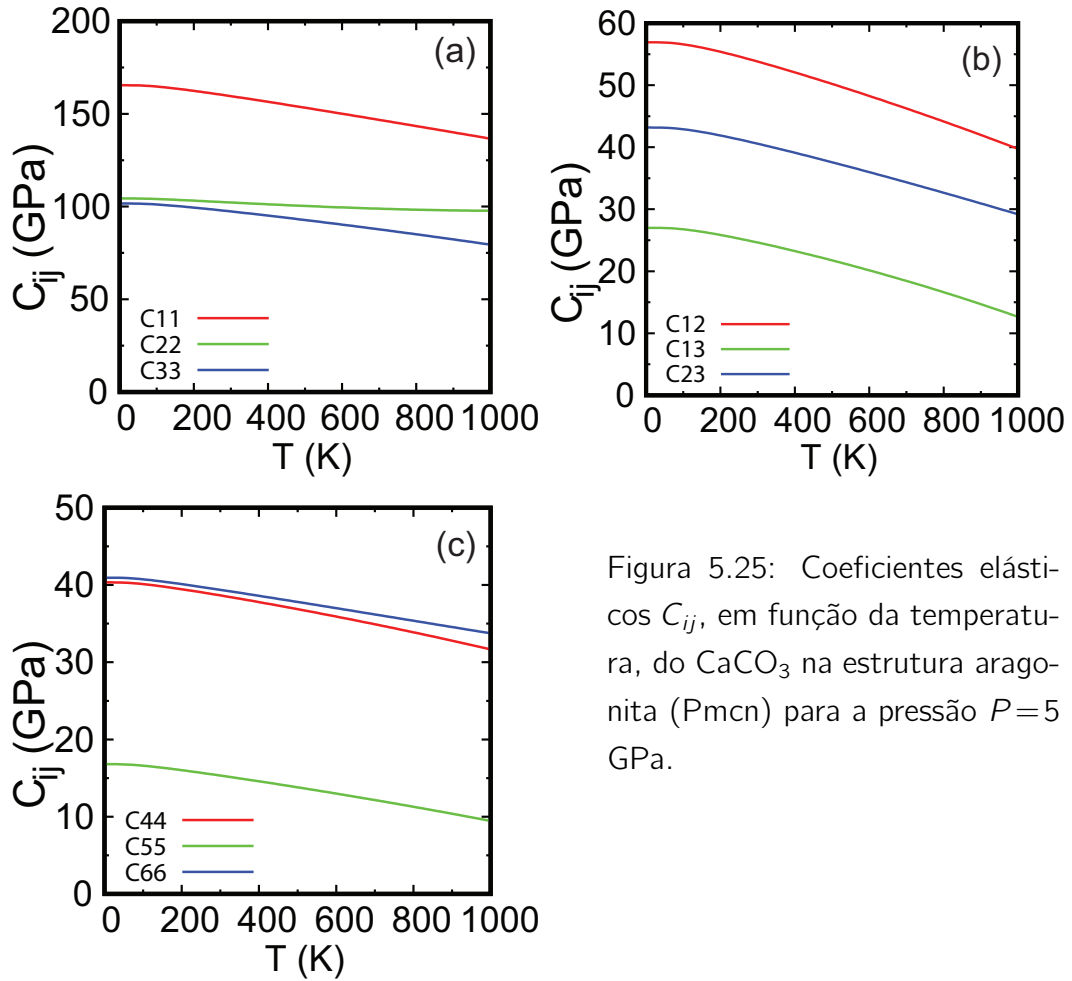 (a)
200
150
100
50
0
C_ij (GPa)
C11
C22
C33
0 200 400 600 800 1000
T (K)
(b)
60
50
40
30
20
10
0
C_ij (GPa)
C12
C13
C23
0 200 400 600 800 1000
T (K)
(c)
50
40
30
20
10
0
C_ij (GPa)
C44
C55
C66
0 200 400 600 800 1000
T (K)
Figura 5.25: Coeficientes elásti-
cos C_ij, em função da temperatu-
ra, do CaCO₃ na estrutura arago-
nita (Pmcn) para a pressão P=5
GPa.